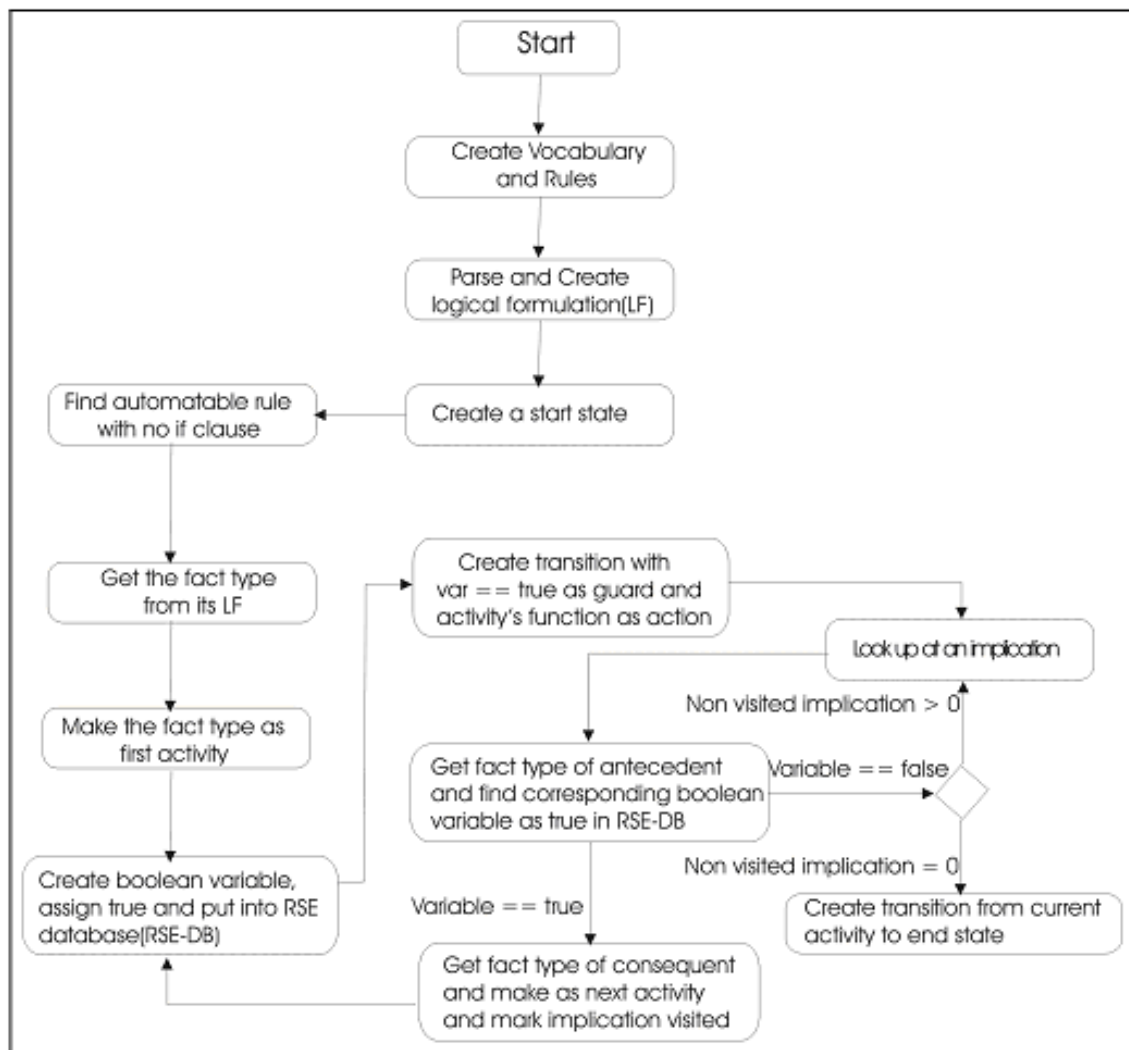 Start
Create Vocabulary
and Rules
Parse and Create
logical formulation(LF)
Create a start state
Find automatable rule
with no if clause
Get the fact type
from its LF
Make the fact type as
first activity
Create boolean variable,
assign true and put into RSE
database(RSE-DB)
Create transition with
var == true as guard and
activity's function as action
Look up at an implication
Non visited implication > 0
Get fact type of antecedent
and find corresponding boolean
variable as true in RSE-DB
Variable == false
Non visited implication = 0
Create transition from current
activity to end state
Variable == true
Get fact type of consequent
and make as next activity
and mark implication visited